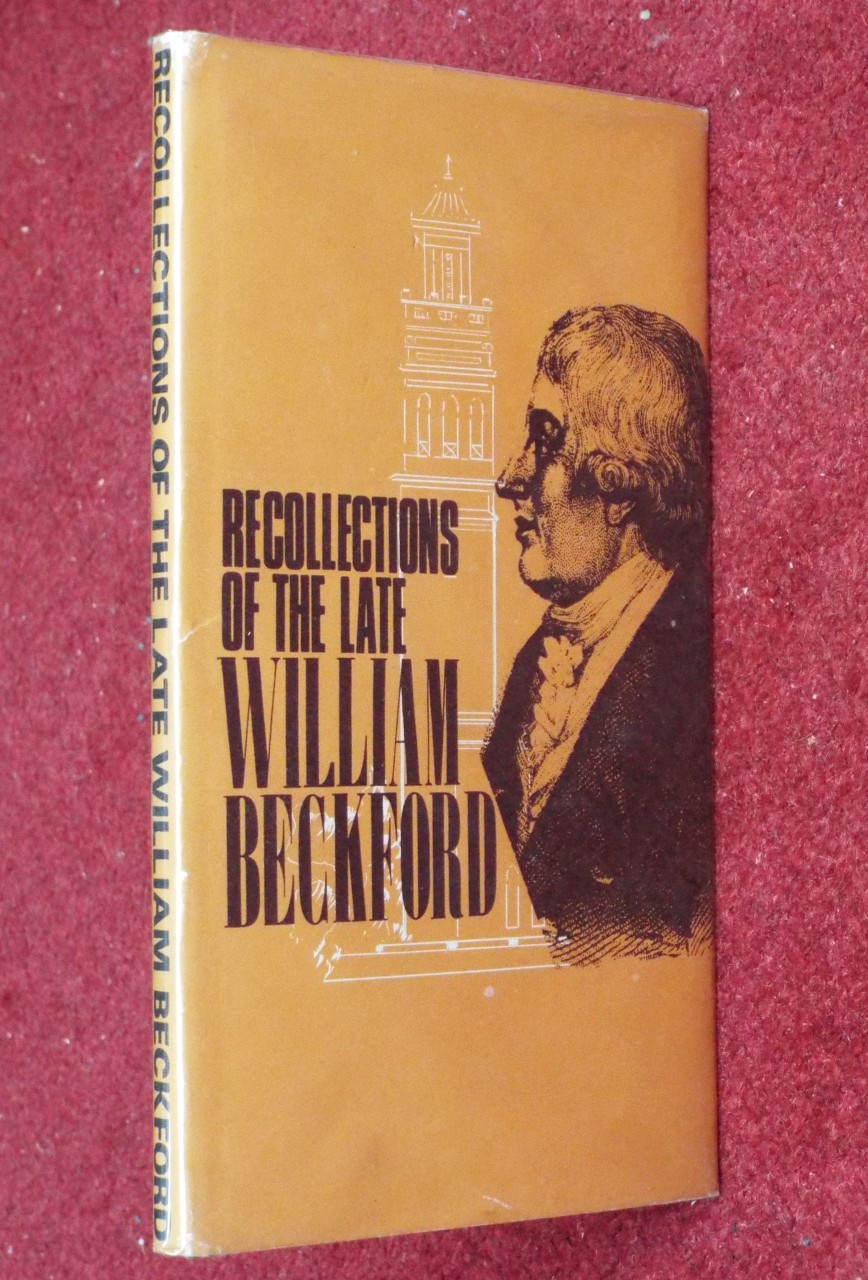 RECOLLECTIONS OF THE LATE WILLIAM BECKFORD
RECOLLECTIONS
OF THE LATE
WILLIAM
BECKFORD